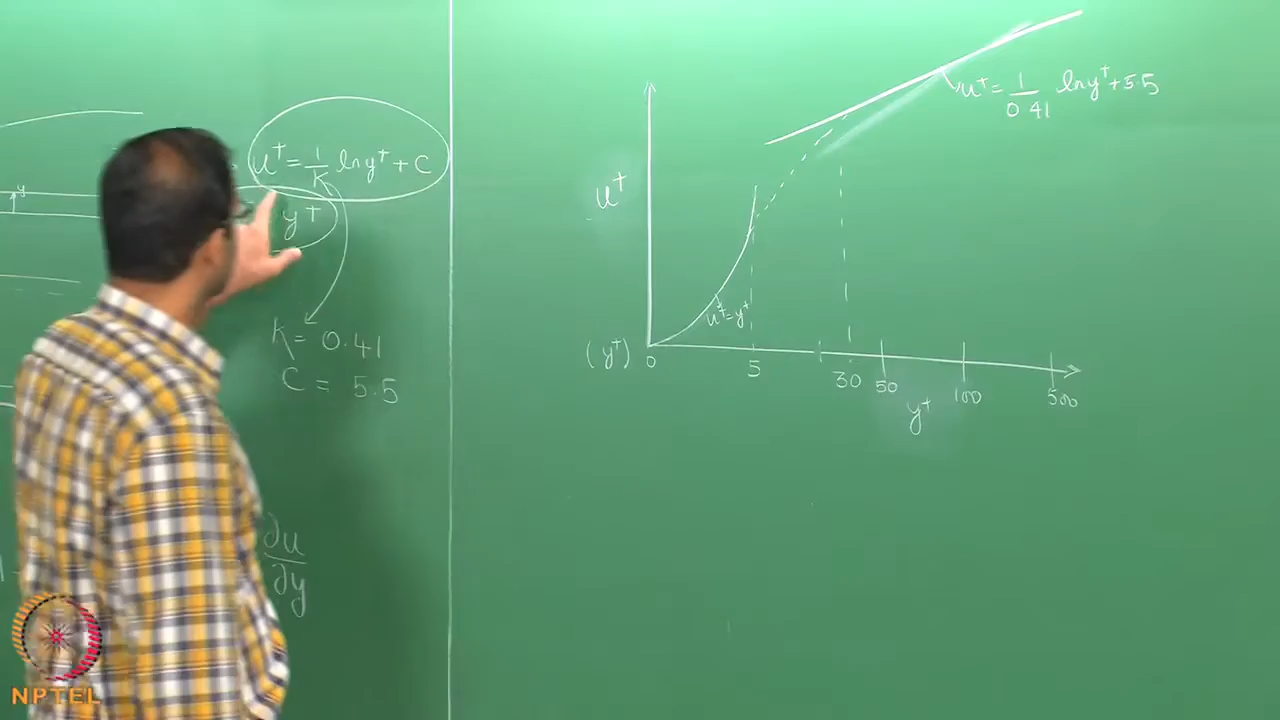 u⁺ = 1/K ln y⁺ + C
y⁺
y
K = 0.41
C = 5.5
∂u/∂y
u⁺
u⁺ = 1/0.41 ln y⁺ + 5.5
u⁺ = y⁺
(y⁺) 0 5 30 50 100 500
y⁺
NPTEL